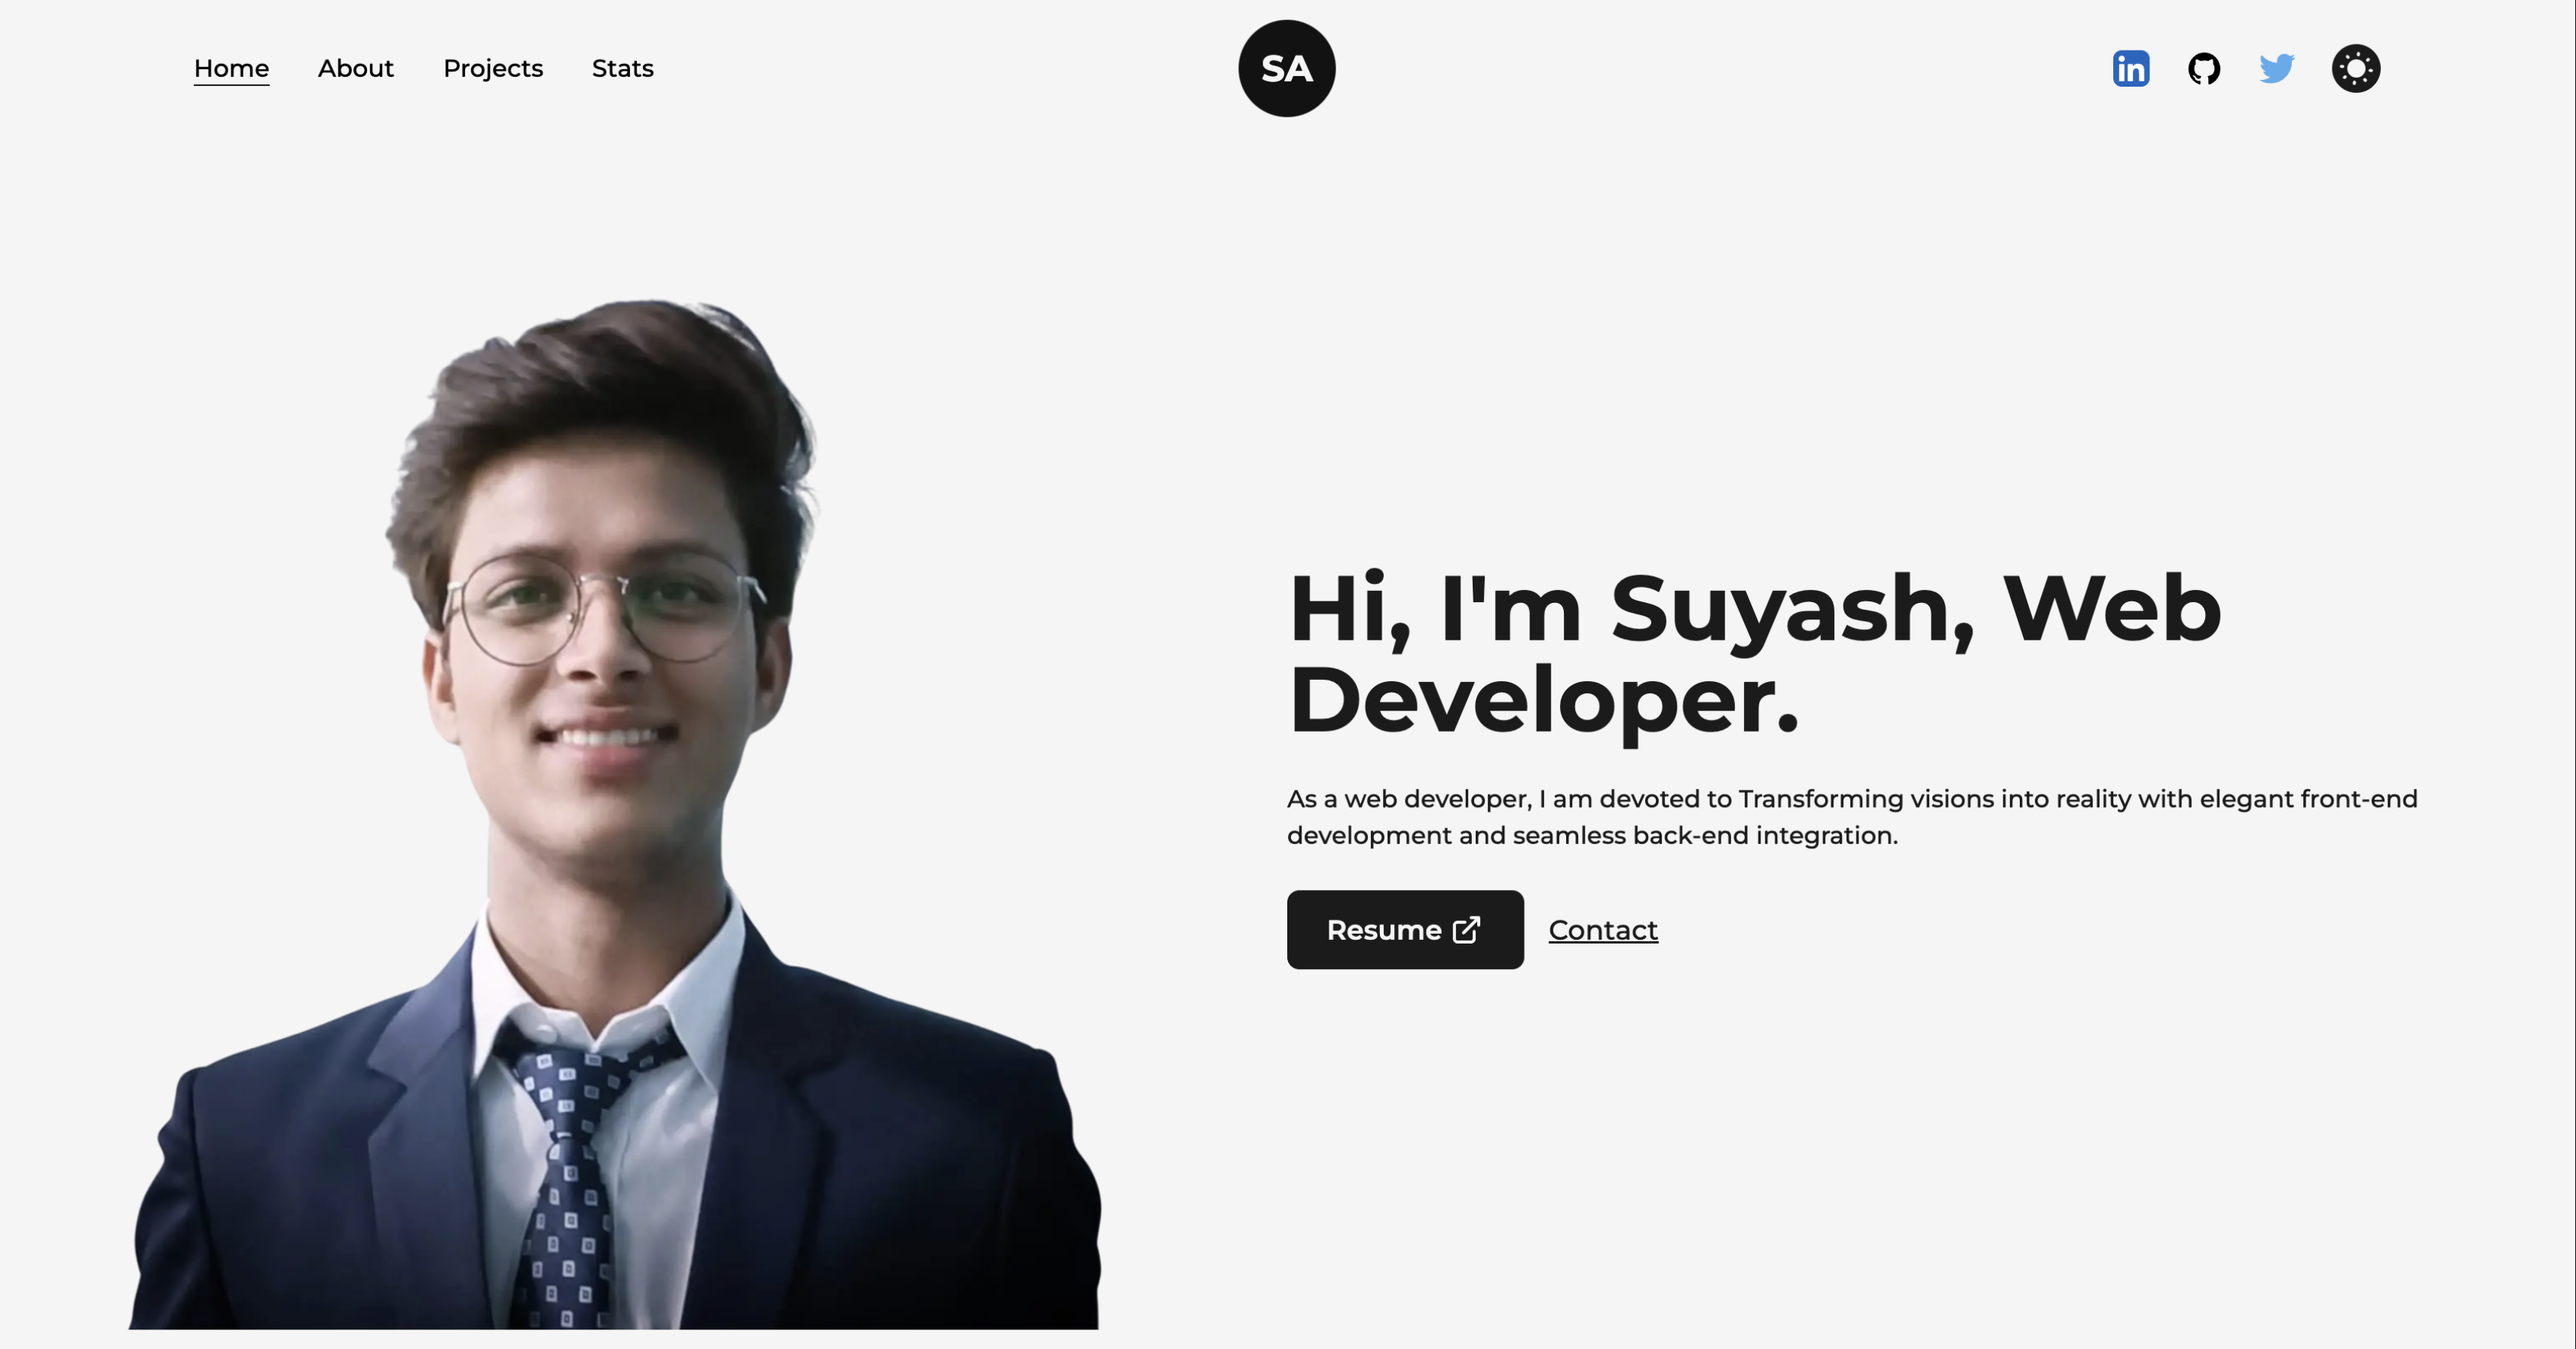 Home About Projects Stats
SA
in
Hi, I'm Suyash, Web
Developer.
As a web developer, I am devoted to Transforming visions into reality with elegant front-end
development and seamless back-end integration.
Resume
Contact